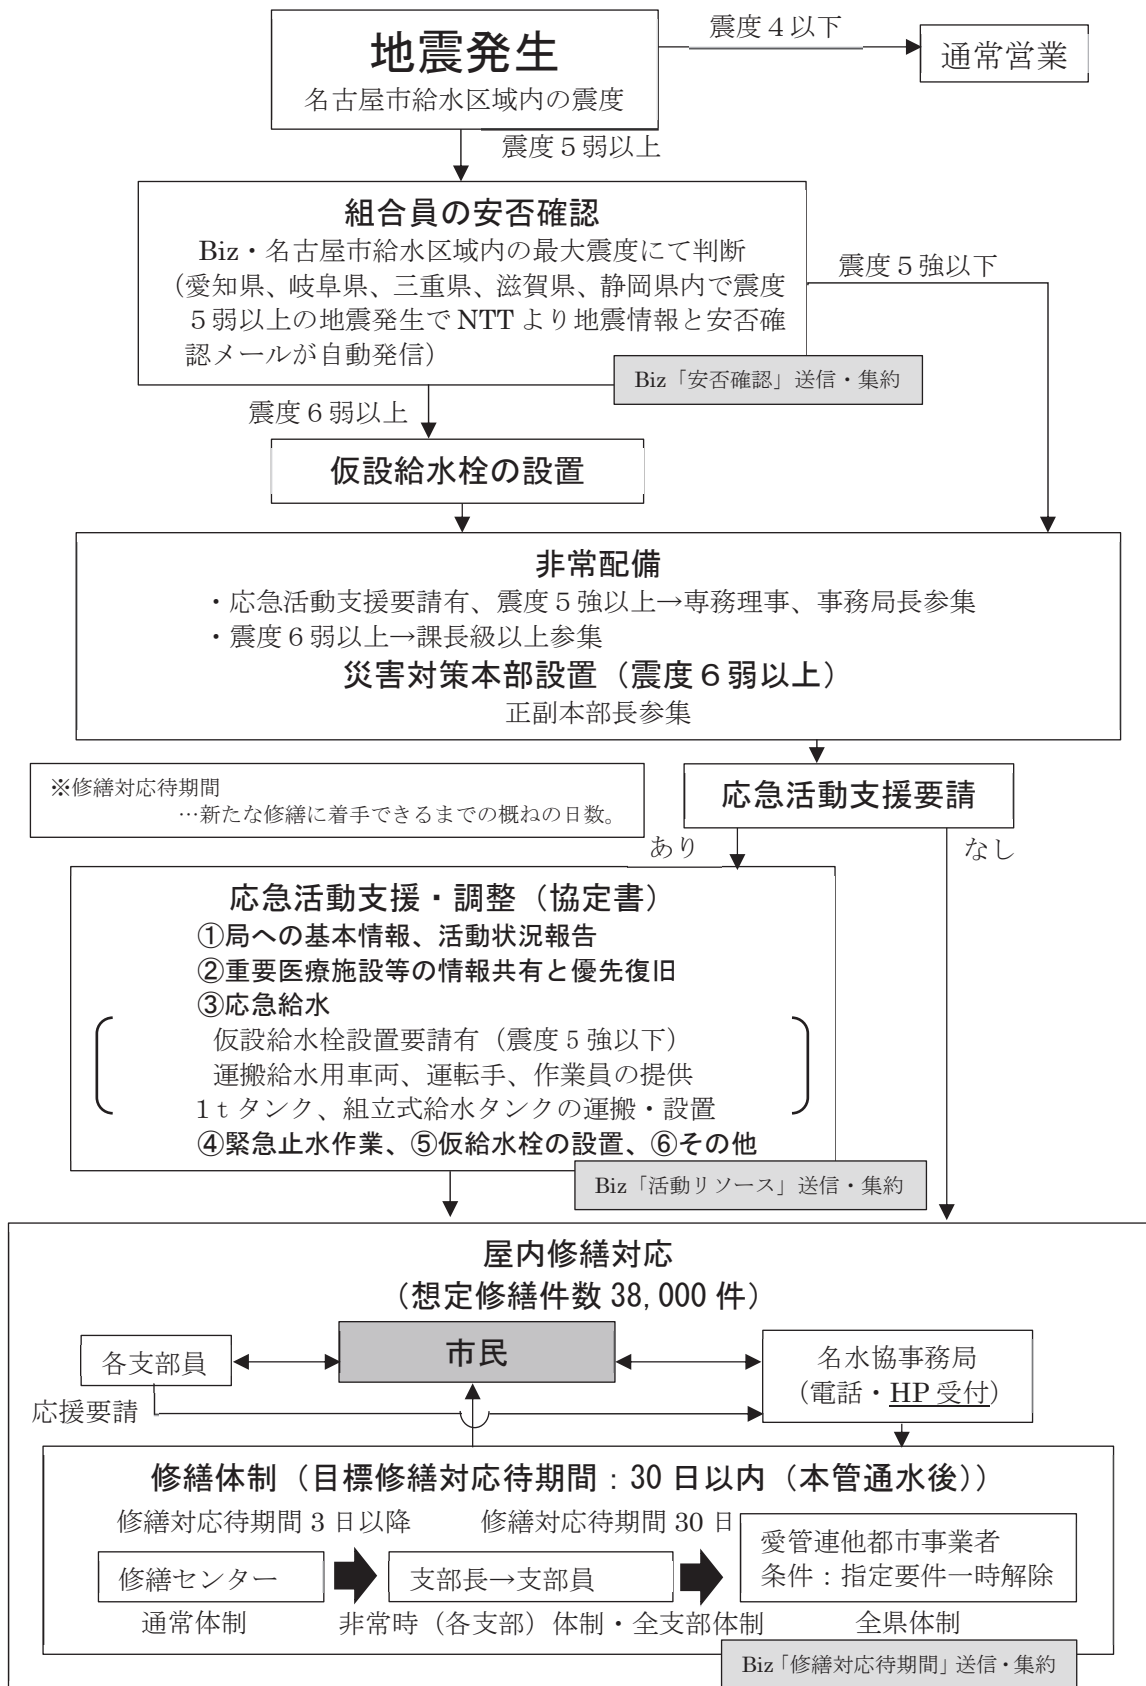 地震発生
名古屋市給水区域内の震度
震度４以下
通常営業
震度５弱以上
組合員の安否確認
Biz・名古屋市給水区域内の最大震度にて判断
（愛知県、岐阜県、三重県、滋賀県、静岡県内で震度
５弱以上の地震発生で NTT より地震情報と安否確
認メールが自動発信）
Biz「安否確認」送信・集約
震度５強以下
震度６弱以上
仮設給水栓の設置
非常配備
・応急活動支援要請有、震度５強以上→専務理事、事務局長参集
・震度６弱以上→課長級以上参集
災害対策本部設置（震度６弱以上）
正副本部長参集
※修繕対応待期間
…新たな修繕に着手できるまでの概ねの日数。
応急活動支援要請
あり
なし
応急活動支援・調整（協定書）
①局への基本情報、活動状況報告
②重要医療施設等の情報共有と優先復旧
③応急給水
仮設給水栓設置要請有（震度５強以下）
運搬給水用車両、運転手、作業員の提供
１ｔタンク、組立式給水タンクの運搬・設置
④緊急止水作業、⑤仮給水栓の設置、⑥その他
Biz「活動リソース」送信・集約
屋内修繕対応
（想定修繕件数 38,000 件）
各支部員
市民
名水協事務局
（電話・HP 受付）
応援要請
修繕体制（目標修繕対応待期間：30 日以内（本管通水後））
修繕対応待期間 3 日以降
修繕対応待期間 30 日
修繕センター
支部長→支部員
愛管連他都市事業者
条件：指定要件一時解除
通常体制
非常時（各支部）体制・全支部体制
全県体制
Biz「修繕対応待期間」送信・集約